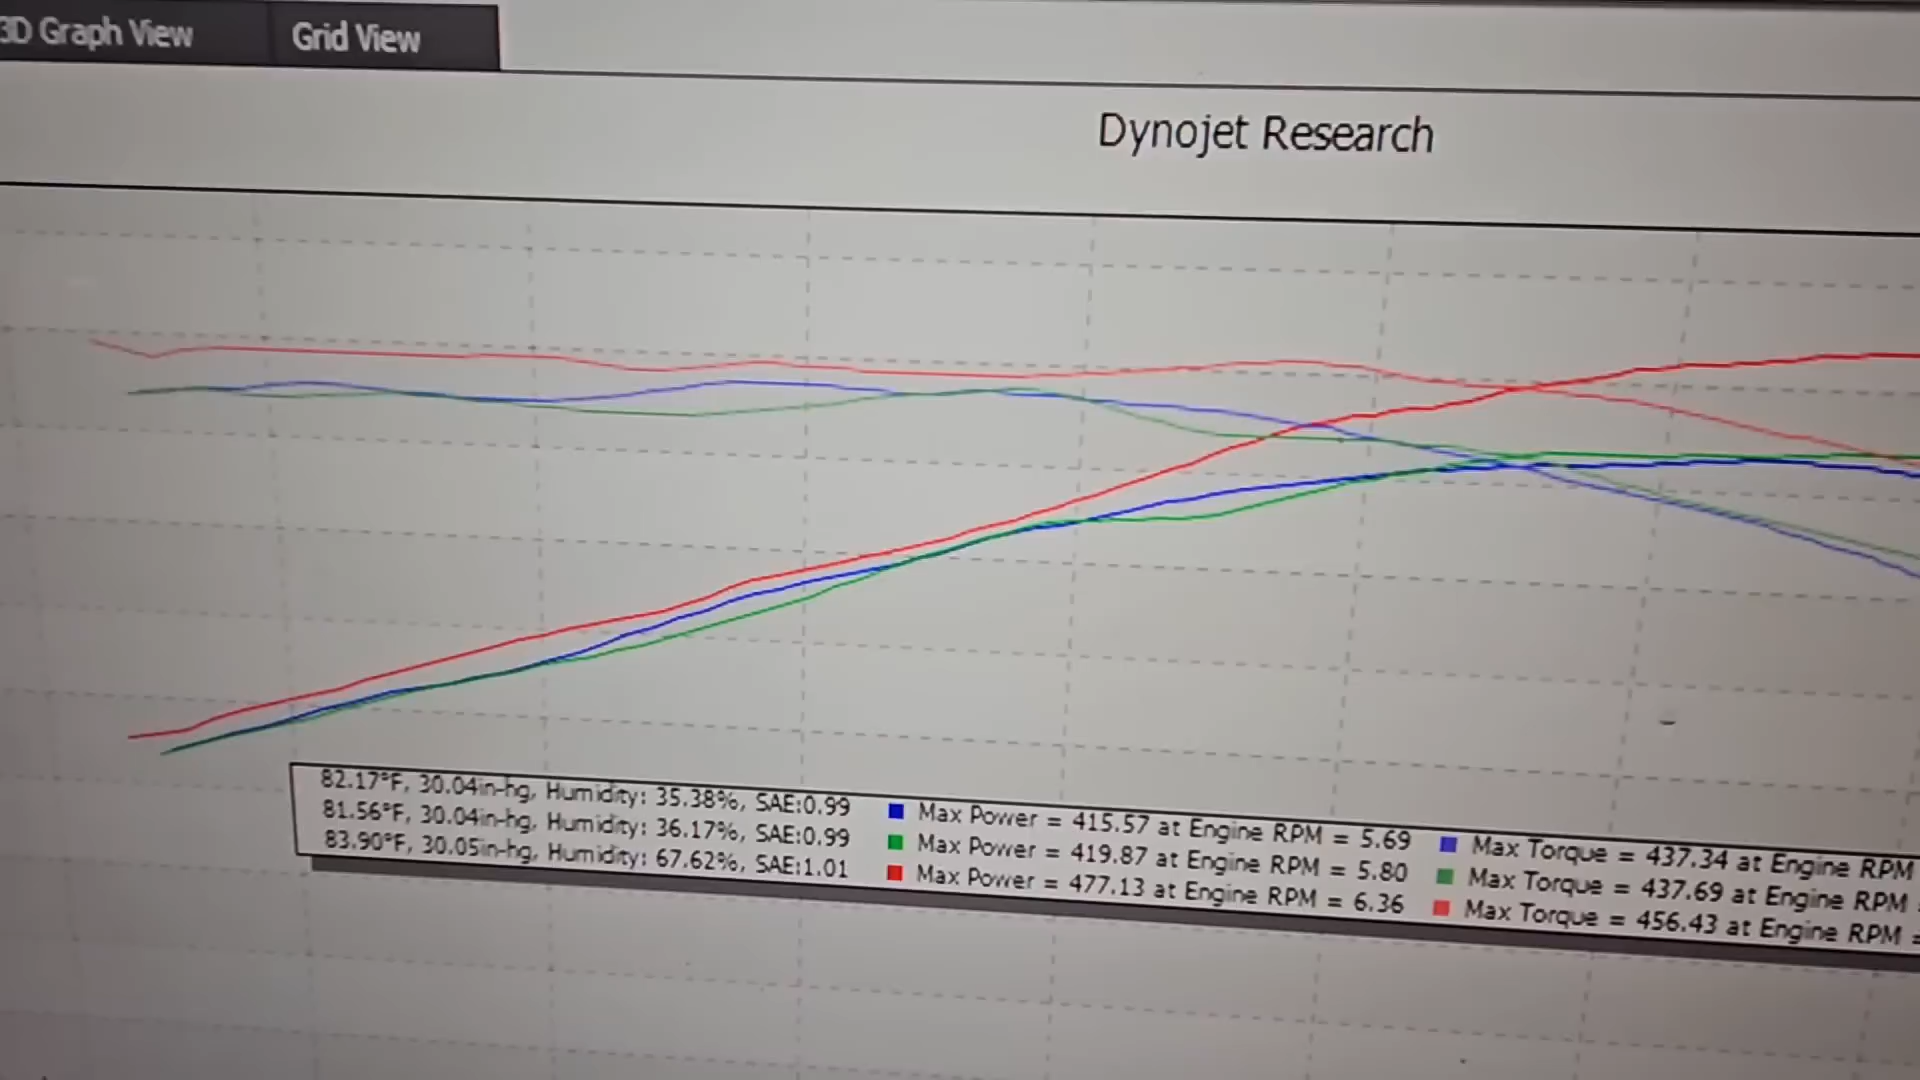 3D Graph View
Grid View
Dynojet Research
82.17°F, 30.04in-hg, Humidity: 35.38%, SAE:0.99 Max Power = 415.57 at Engine RPM = 5.69 Max Torque = 437.34 at Engine RPM
81.56°F, 30.04in-hg, Humidity: 36.17%, SAE:0.99 Max Power = 419.87 at Engine RPM = 5.80 Max Torque = 437.69 at Engine RPM =
83.90°F, 30.05in-hg, Humidity: 67.62%, SAE:1.01 Max Power = 477.13 at Engine RPM = 6.36 Max Torque = 456.43 at Engine RPM =